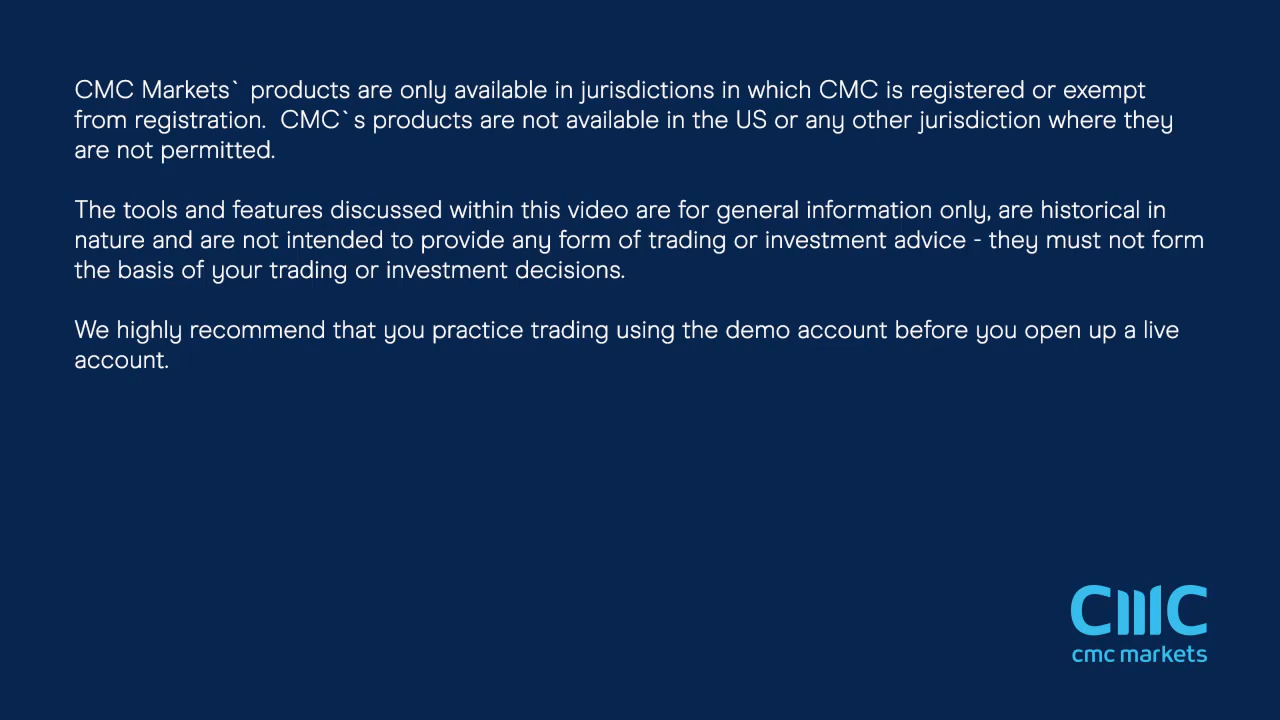 CMC Markets` products are only available in jurisdictions in which CMC is registered or exempt
from registration.  CMC`s products are not available in the US or any other jurisdiction where they
are not permitted.
The tools and features discussed within this video are for general information only, are historical in
nature and are not intended to provide any form of trading or investment advice - they must not form
the basis of your trading or investment decisions.
We highly recommend that you practice trading using the demo account before you open up a live
account.
CMC
cmc markets